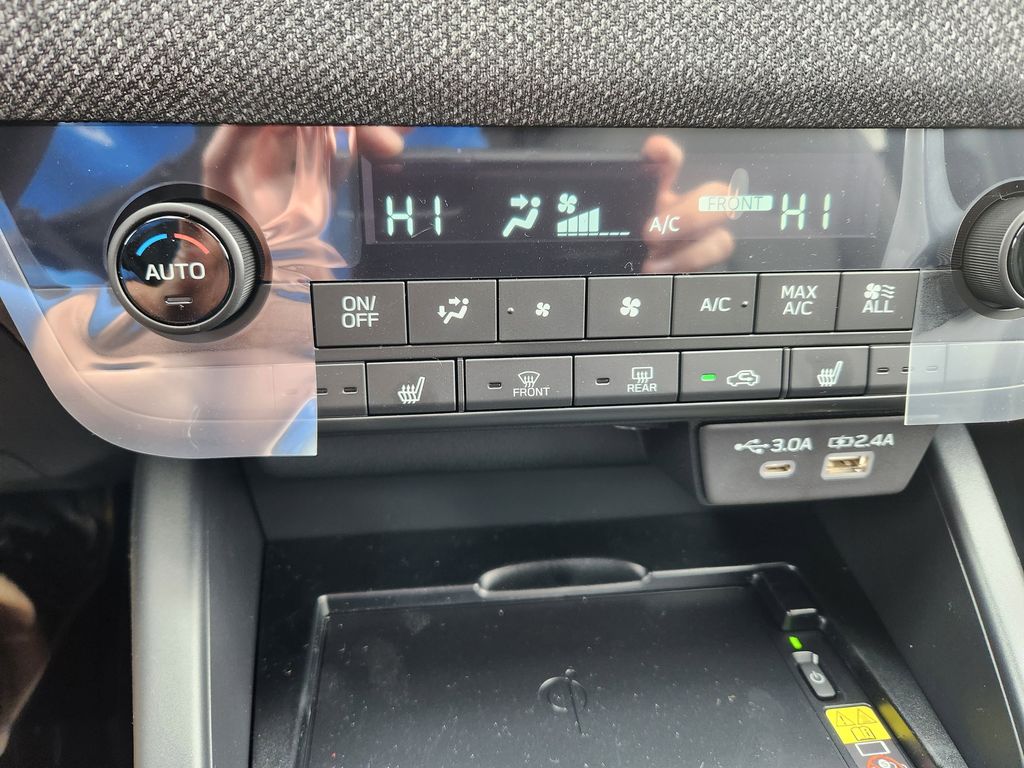 HI A/C FRONT HI
AUTO
ON/
OFF
A/C
MAX
A/C
ALL
FRONT
REAR
3.0A
2.4A